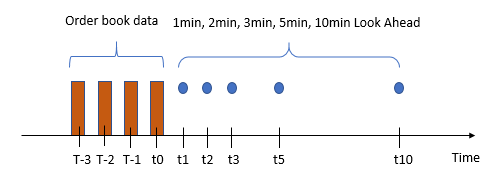 Order book data
1min, 2min, 3min, 5min, 10min Look Ahead
T-3 T-2 T-1 t0 t1 t2 t3 t5 t10 Time